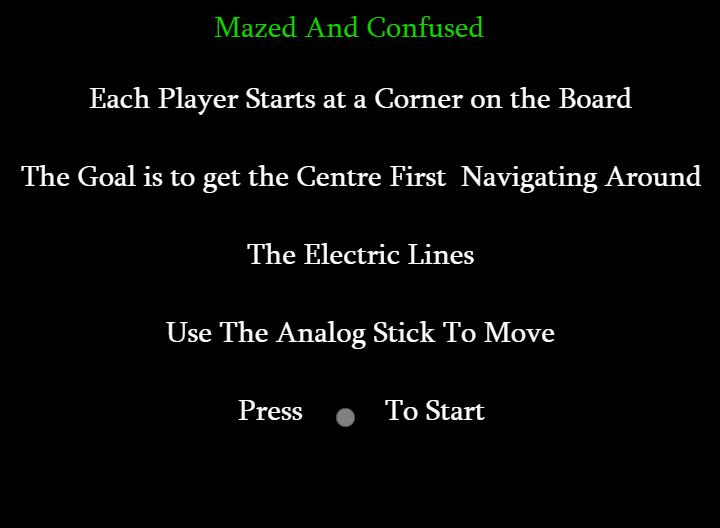 Mazed And Confused
Each Player Starts at a Corner on the Board
The Goal is to get the Centre First  Navigating Around
The Electric Lines
Use The Analog Stick To Move
Press To Start